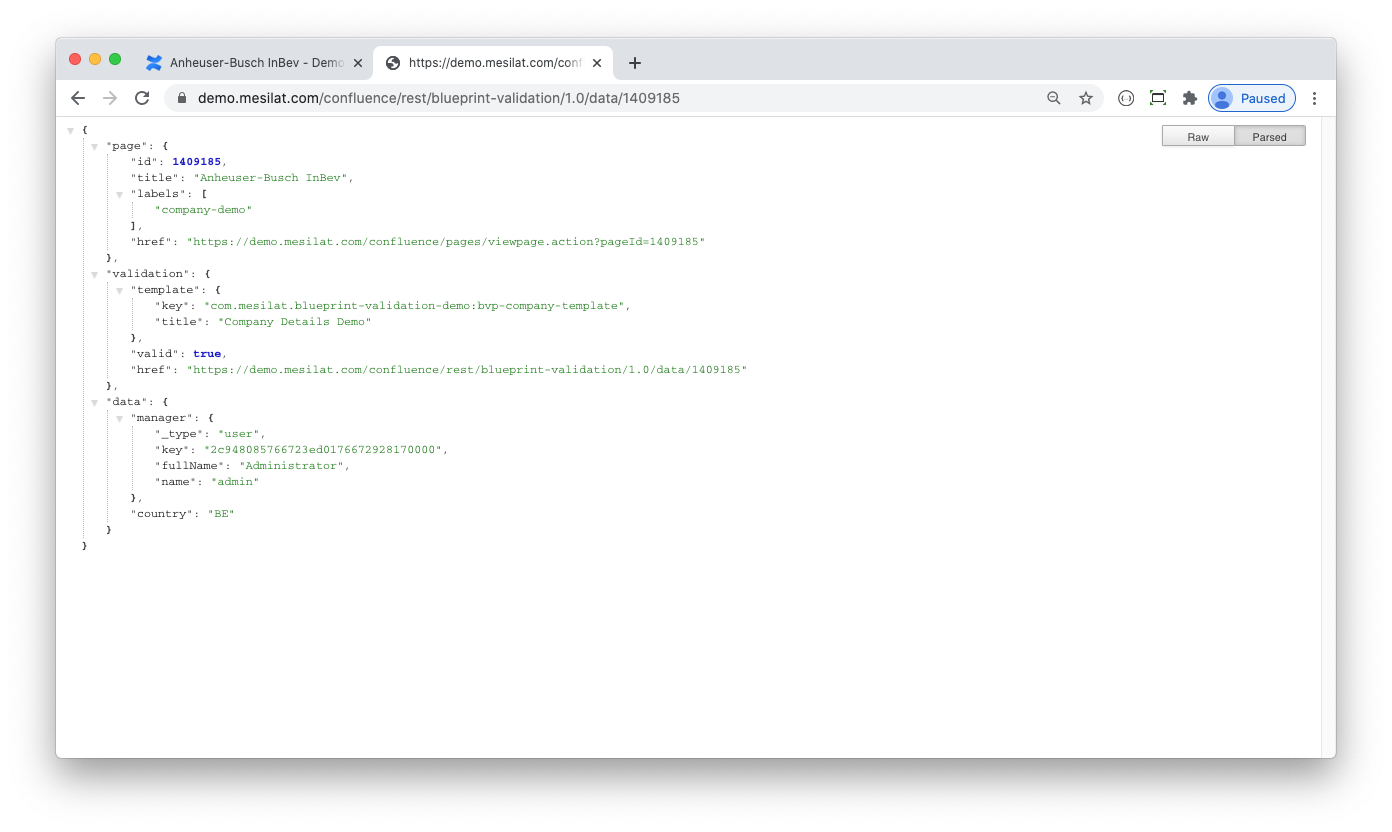 Anheuser-Busch InBev - Demo
https://demo.mesilat.com/conf
demo.mesilat.com/confluence/rest/blueprint-validation/1.0/data/1409185
Paused
Raw
Parsed
{
"page": {
"id": 1409185,
"title": "Anheuser-Busch InBev",
"labels": [
"company-demo"
],
"href": "https://demo.mesilat.com/confluence/pages/viewpage.action?pageId=1409185"
},
"validation": {
"template": {
"key": "com.mesilat.blueprint-validation-demo:bvp-company-template",
"title": "Company Details Demo"
},
"valid": true,
"href": "https://demo.mesilat.com/confluence/rest/blueprint-validation/1.0/data/1409185"
},
"data": {
"manager": {
"_type": "user",
"key": "2c948085766723ed0176672928170000",
"fullName": "Administrator",
"name": "admin"
},
"country": "BE"
}
}